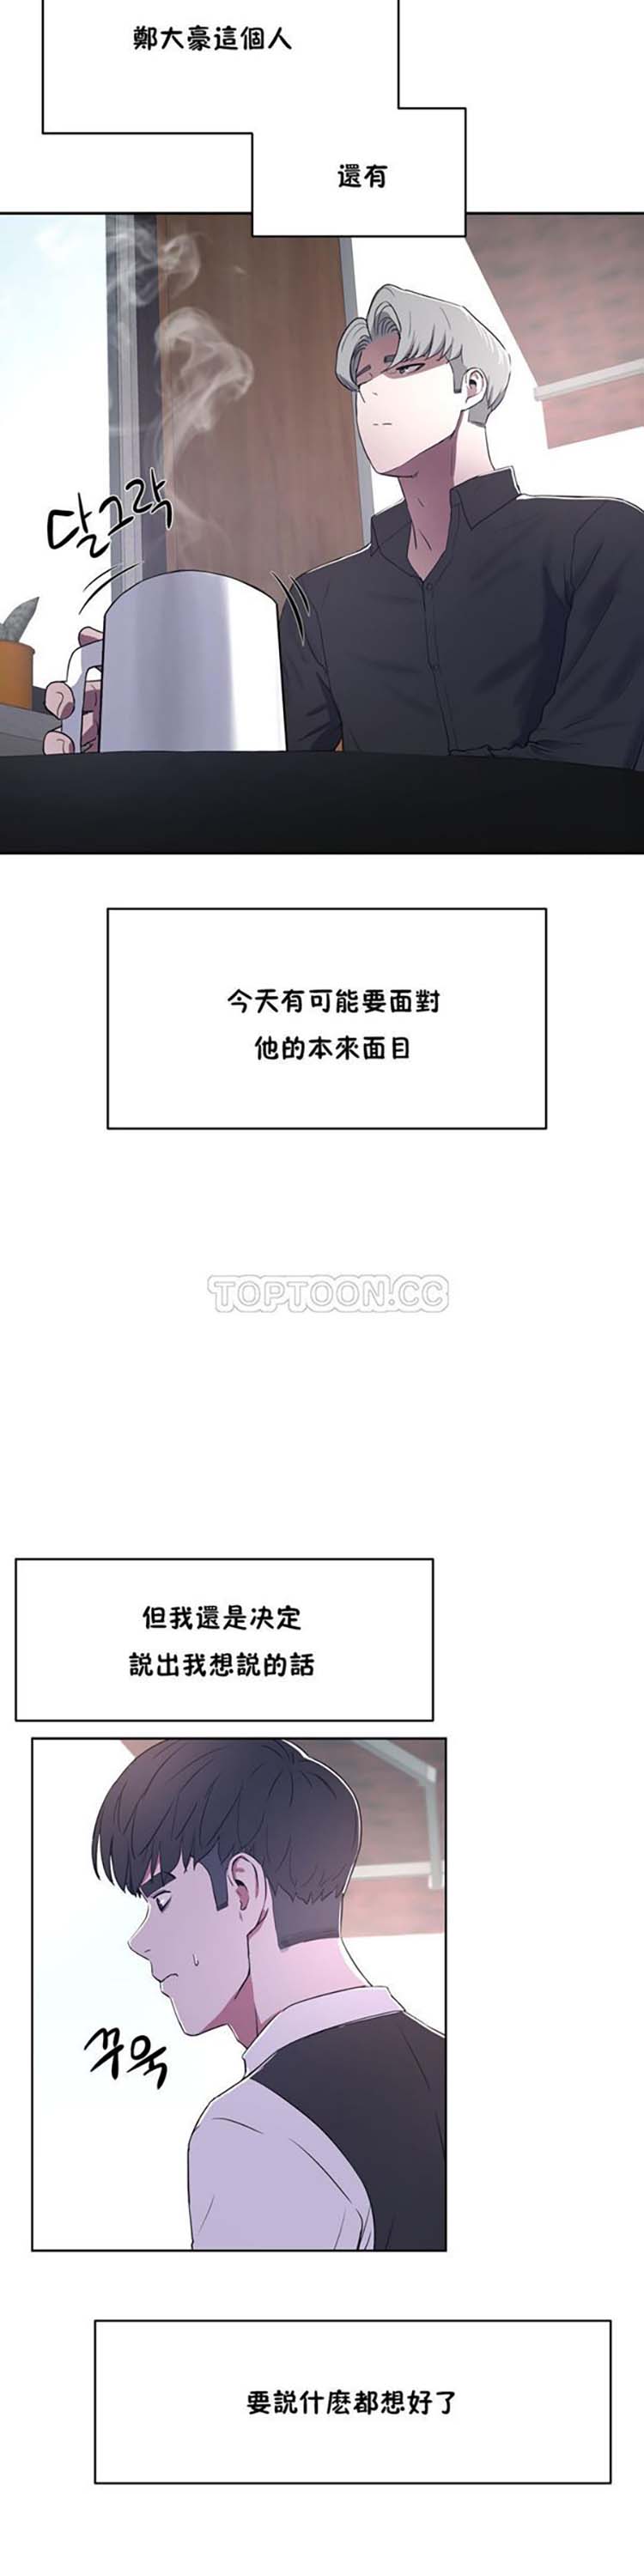 鄭大豪這個人
還有
달그락
今天有可能要面對
他的本來面目
TOPTOON.CC
但我還是決定
說出我想說的話
꾸욱
要說什麼都想好了